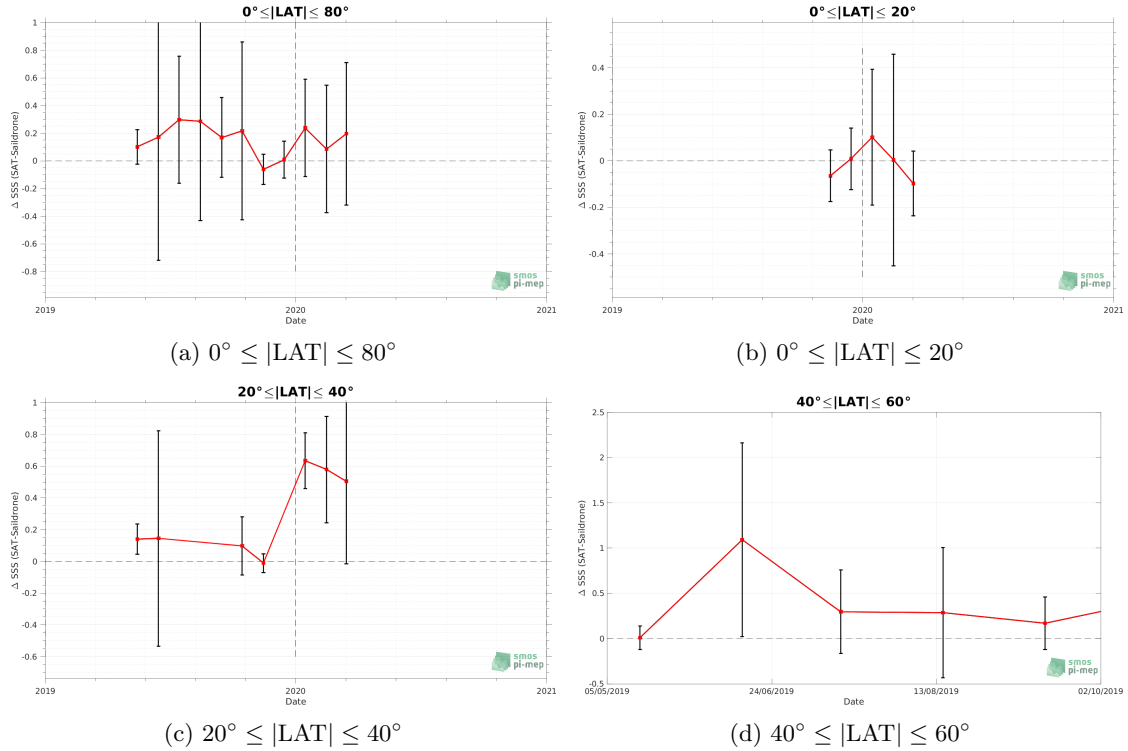 0°≤|LAT|≤ 80°
1
0.8
0.6
0.4
0.2
0
-0.2
-0.4
-0.6
-0.8
Δ SSS (SAT-Saildrone)
2019
2020
2021
Date
smos
pi-mep
(a) 0° ≤ |LAT| ≤ 80°
0°≤|LAT|≤ 20°
0.4
0.2
0
-0.2
-0.4
Δ SSS (SAT-Saildrone)
2019
2020
2021
Date
smos
pi-mep
(b) 0° ≤ |LAT| ≤ 20°
20°≤|LAT|≤ 40°
1
0.8
0.6
0.4
0.2
0
-0.2
-0.4
-0.6
Δ SSS (SAT-Saildrone)
2019
2020
2021
Date
smos
pi-mep
(c) 20° ≤ |LAT| ≤ 40°
40°≤|LAT|≤ 60°
2.5
2
1.5
1
0.5
0
-0.5
Δ SSS (SAT-Saildrone)
05/05/2019
24/06/2019
13/08/2019
02/10/2019
Date
smos
pi-mep
(d) 40° ≤ |LAT| ≤ 60°